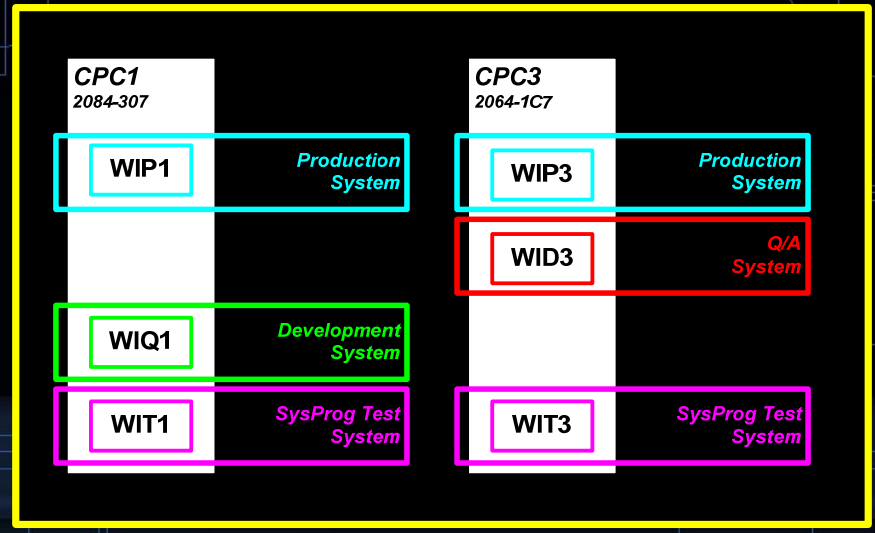 CPC1
2084-307
WIP1
Production
System
WIQ1
Development
System
WIT1
SysProg Test
System
CPC3
2064-1C7
WIP3
Production
System
WID3
Q/A
System
WIT3
SysProg Test
System